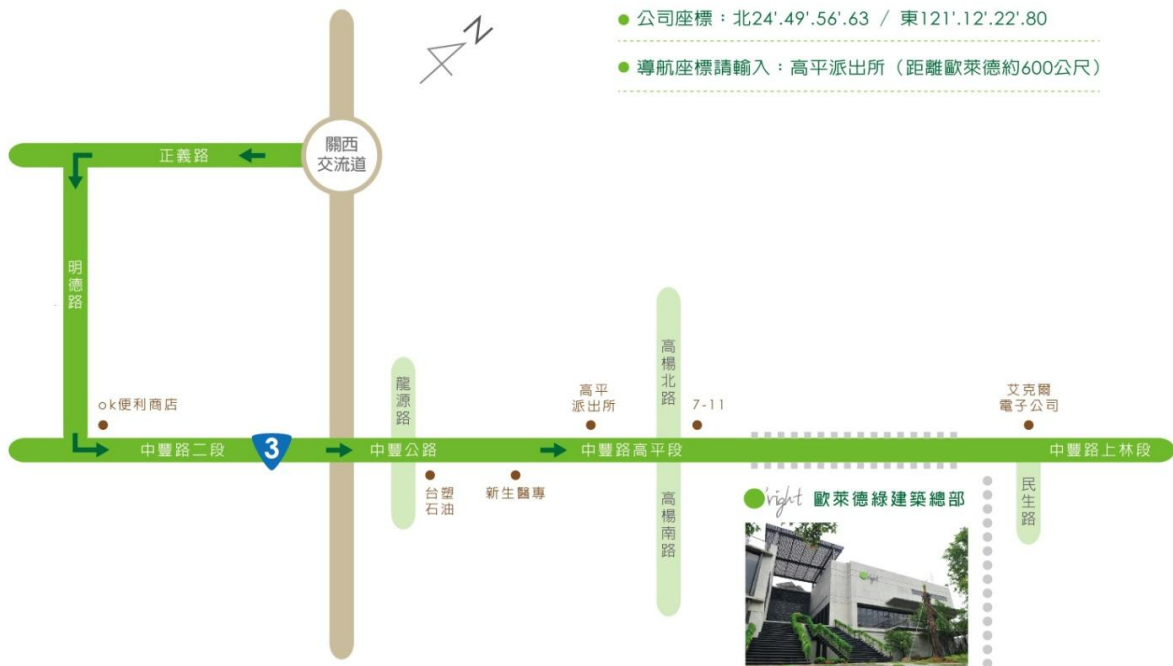 公司座標：北24'.49'.56'.63 / 東121'.12'.22'.80
導航座標請輸入：高平派出所（距離歐萊德約600公尺）
N
關西
交流道
正義路
明德路
ok便利商店
龍源路
高平
派出所
高楊北路
7-11
艾克爾
電子公司
中豐路二段
3
中豐公路
中豐路高平段
中豐路上林段
台塑
石油
新生醫專
高楊南路
民生路
O'right 歐萊德綠建築總部
O'right